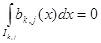 ∫_{I_{k,i}} b_{k,j}(x)dx = 0